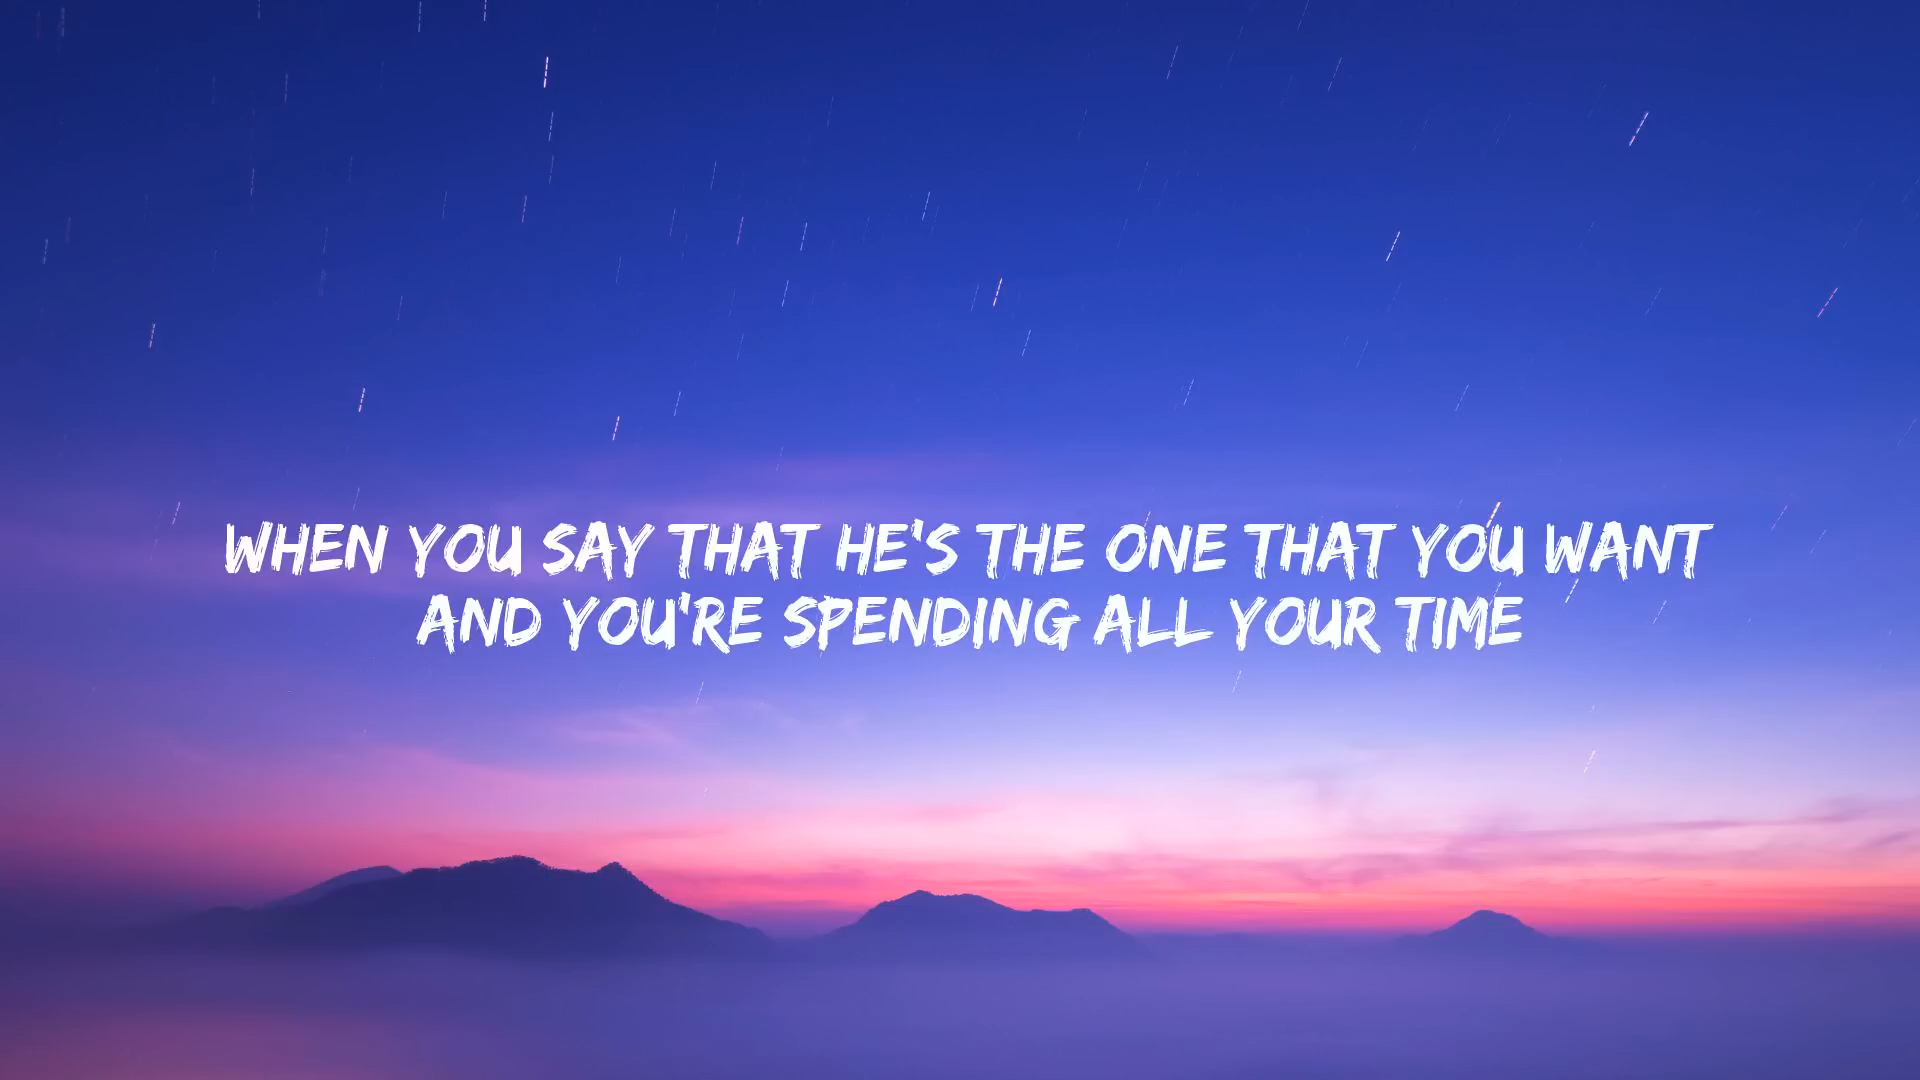 WHEN YOU SAY THAT HE'S THE ONE THAT YOU WANT
AND YOU'RE SPENDING ALL YOUR TIME